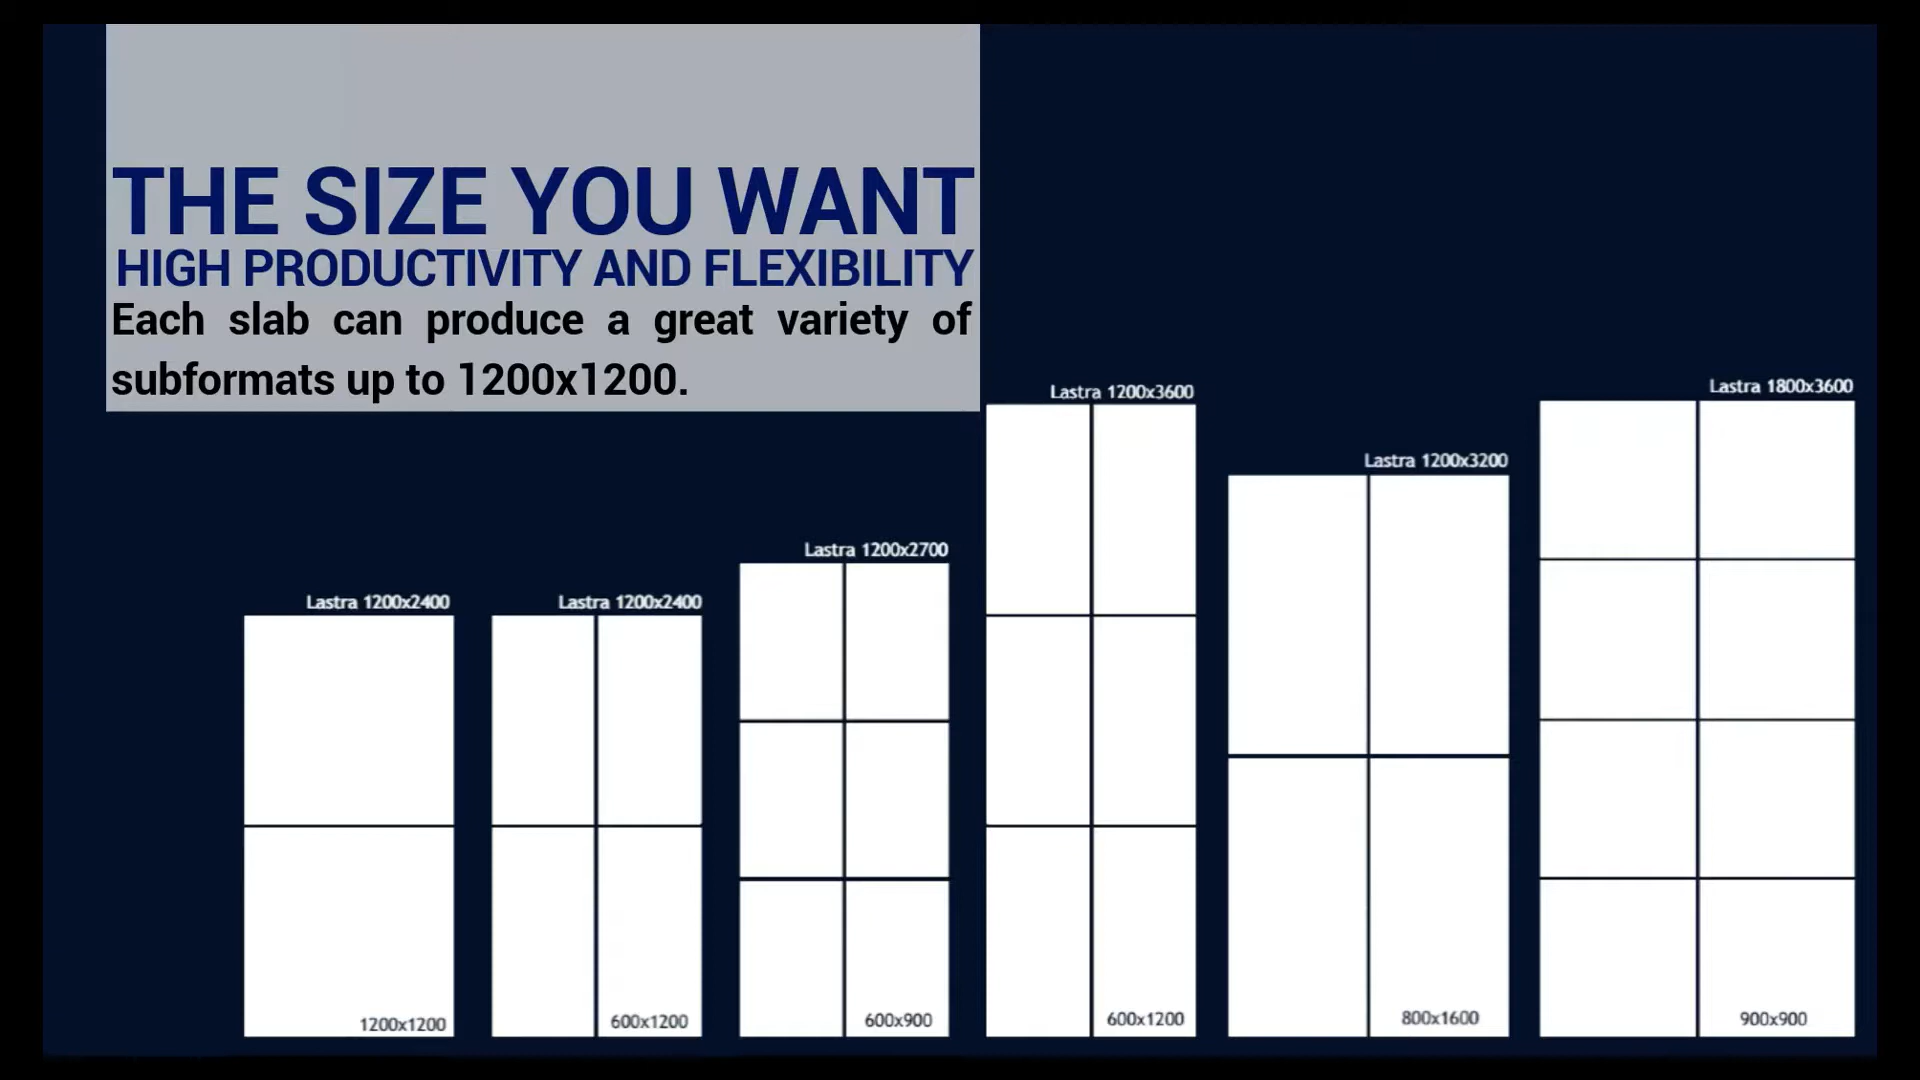 THE SIZE YOU WANT
HIGH PRODUCTIVITY AND FLEXIBILITY
Each slab can produce a great variety of
subformats up to 1200x1200.
Lastra 1200x2400
1200x1200
Lastra 1200x2400
600x1200
Lastra 1200x2700
600x900
Lastra 1200x3600
600x1200
Lastra 1200x3200
800x1600
Lastra 1800x3600
900x900